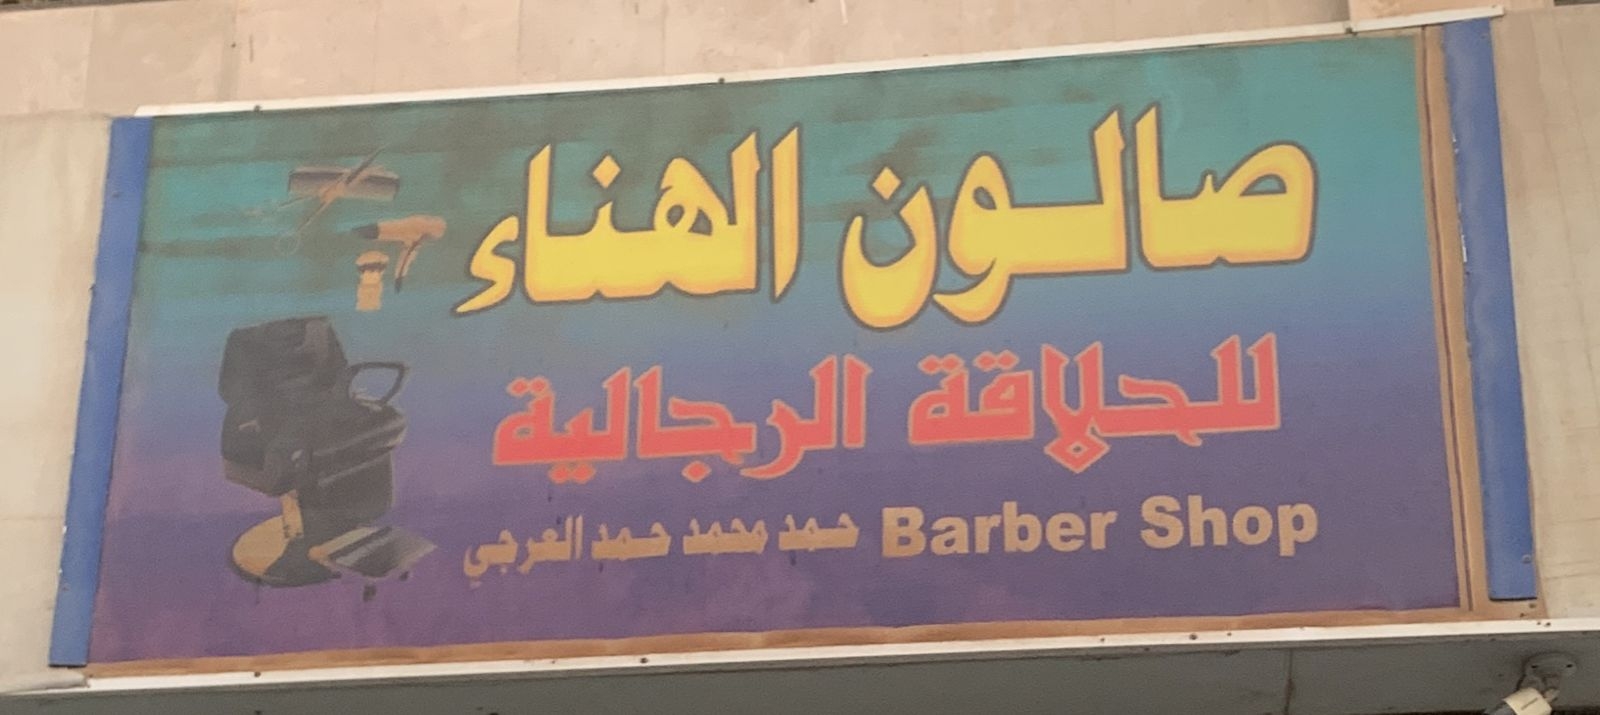 صالون الهناء
للحلاقة الرجالية
Barber Shop حمد محمد حمد العرجي